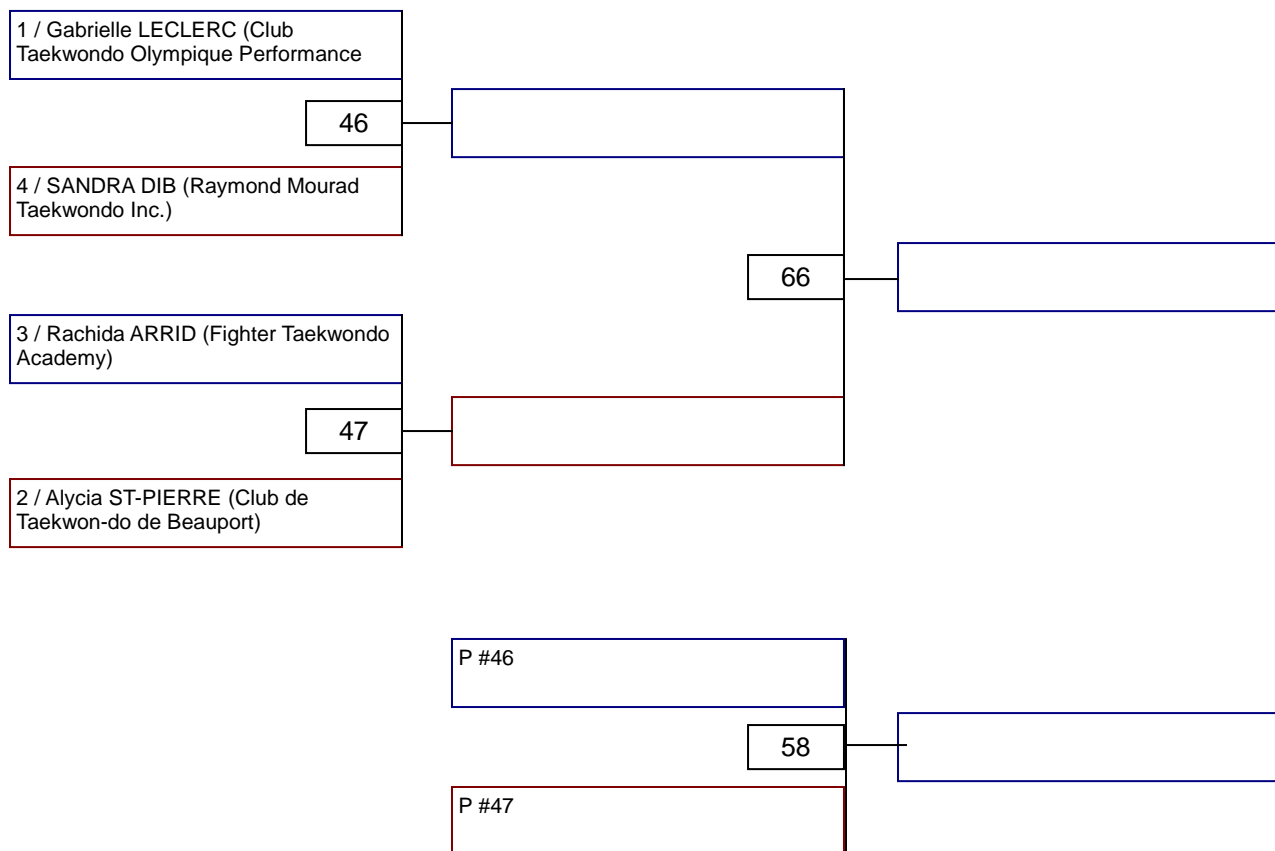 1 / Gabrielle LECLERC (Club
Taekwondo Olympique Performance
46
4 / SANDRA DIB (Raymond Mourad
Taekwondo Inc.)
66
3 / Rachida ARRID (Fighter Taekwondo
Academy)
47
2 / Alycia ST-PIERRE (Club de
Taekwon-do de Beauport)
P #46
58
P #47